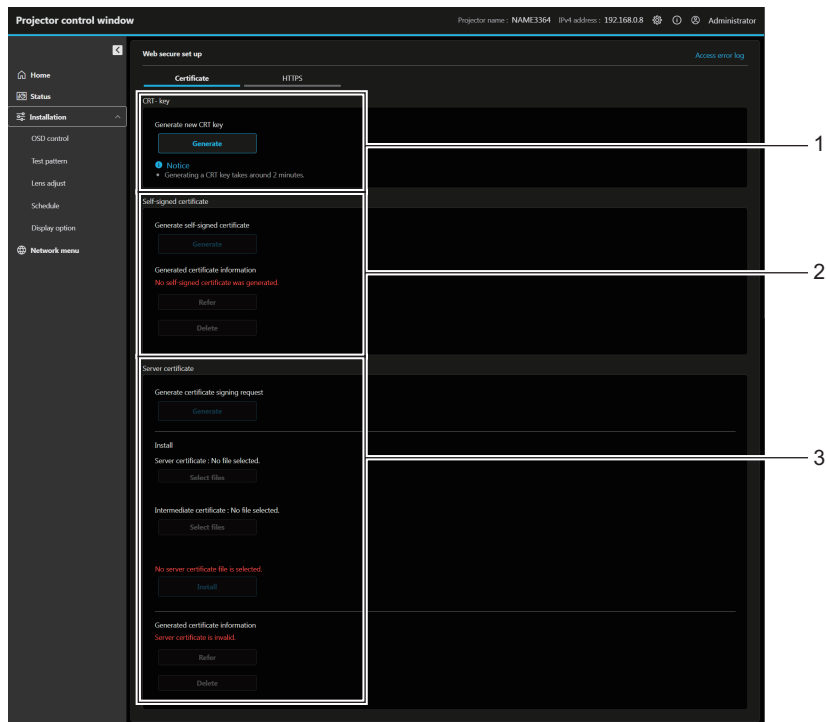 Projector control window
Projector name : NAME3364 IPv4 address : 192.168.0.8 Administrator
Web secure set up
Access error log
Home
Status
Installation
OSD control
Test pattern
Lens adjust
Schedule
Display option
Network menu
Certificate HTTPS
CRT- key
Generate new CRT key
Generate
Notice
• Generating a CRT key takes around 2 minutes.
1
Self-signed certificate
Generate self-signed certificate
Generate
Generated certificate information
No self-signed certificate was generated.
Refer
Delete
2
Server certificate
Generate certificate signing request
Generate
Install
Server certificate : No file selected.
Select files
Intermediate certificate : No file selected.
Select files
No server certificate file is selected.
Install
Generated certificate information
Server certificate is invalid.
Refer
Delete
3